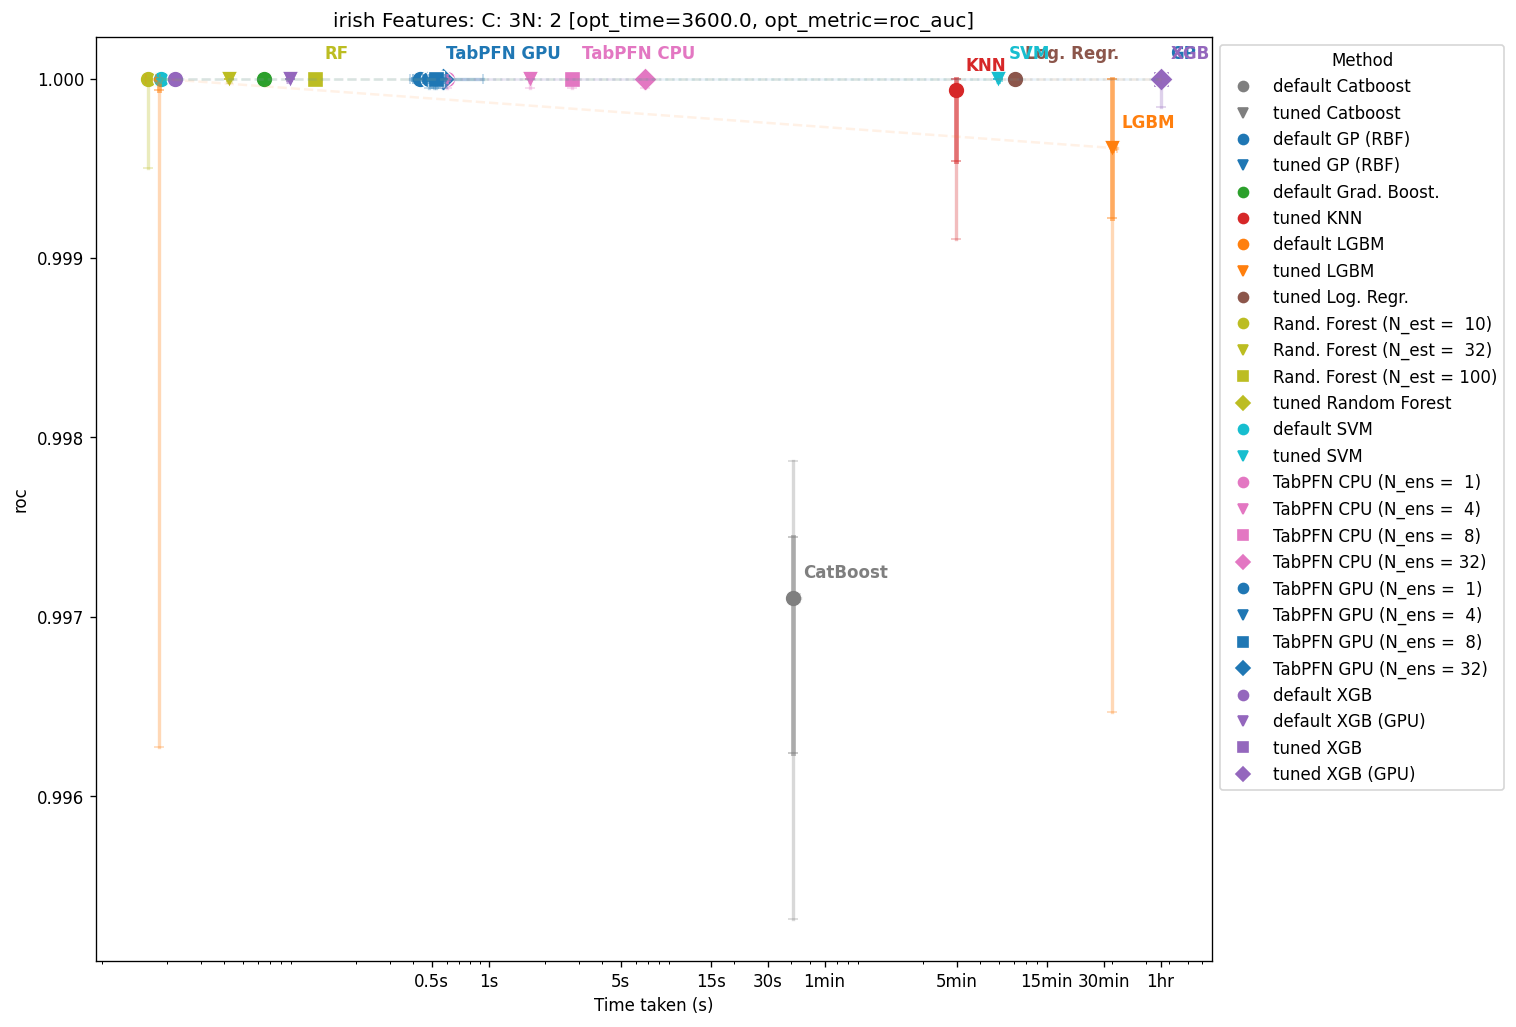 irish Features: C: 3N: 2 [opt_time=3600.0, opt_metric=roc_auc]
RF
TabPFN GPU
TabPFN CPU
KNN
SVM
Log. Regr.
XGB
LGBM
CatBoost
roc
1.000
0.999
0.998
0.997
0.996
0.5s
1s
5s
15s
30s
1min
5min
15min
30min
1hr
Time taken (s)
Method
default Catboost
tuned Catboost
default GP (RBF)
tuned GP (RBF)
default Grad. Boost.
tuned KNN
default LGBM
tuned LGBM
tuned Log. Regr.
Rand. Forest (N_est =  10)
Rand. Forest (N_est =  32)
Rand. Forest (N_est = 100)
tuned Random Forest
default SVM
tuned SVM
TabPFN CPU (N_ens =  1)
TabPFN CPU (N_ens =  4)
TabPFN CPU (N_ens =  8)
TabPFN CPU (N_ens = 32)
TabPFN GPU (N_ens =  1)
TabPFN GPU (N_ens =  4)
TabPFN GPU (N_ens =  8)
TabPFN GPU (N_ens = 32)
default XGB
default XGB (GPU)
tuned XGB
tuned XGB (GPU)